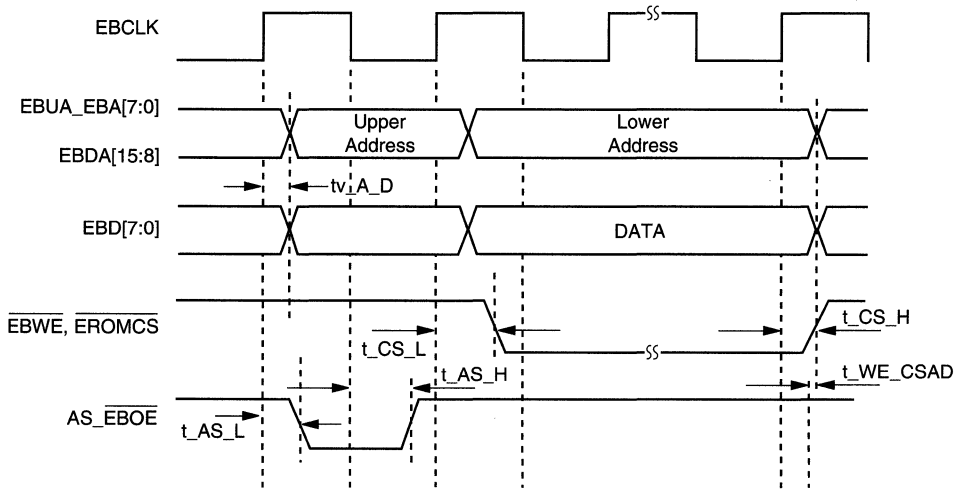 EBCLK
EBUA_EBA[7:0]
Upper
Address
Lower
Address
EBDA[15:8]
tv_A_D
EBD[7:0]
DATA
EBWE, EROMCS
t_CS_L
t_CS_H
t_AS_H
t_WE_CSAD
AS_EBOE
t_AS_L